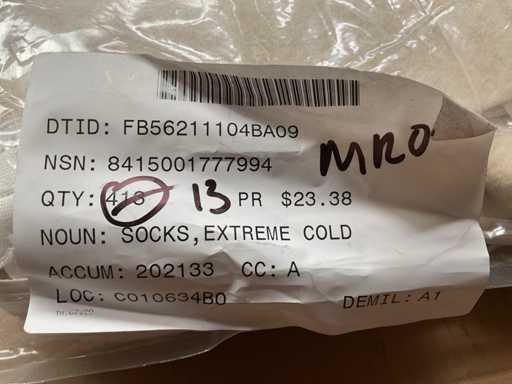 DTID: FB56211104BA09
NSN: 8415001777994 MRO
QTY: 413 13 PR $23.38
NOUN: SOCKS,EXTREME COLD
ACCUM: 202133 CC: A
LOC: C010634B0 DEMIL: A1